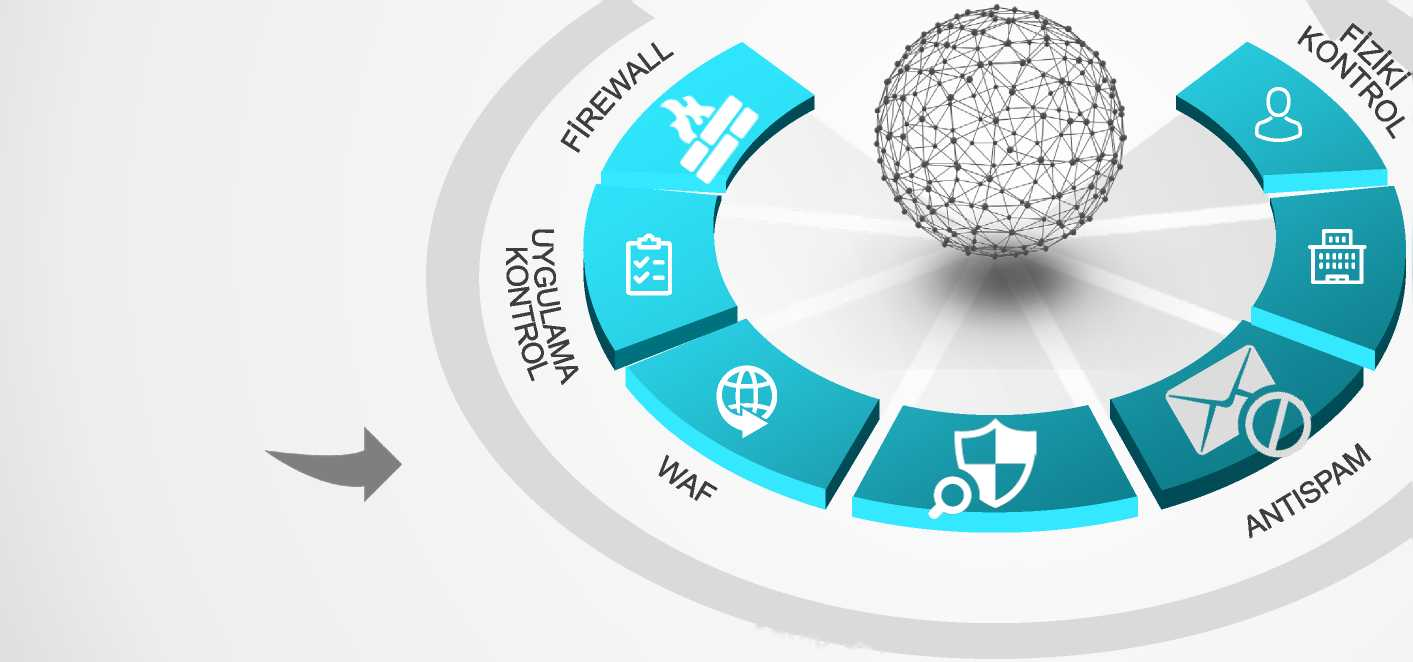 FİREWALL
UYGULAMA
KONTROL
WAF
ANTISPAM
FİZİKİ
KONTROL